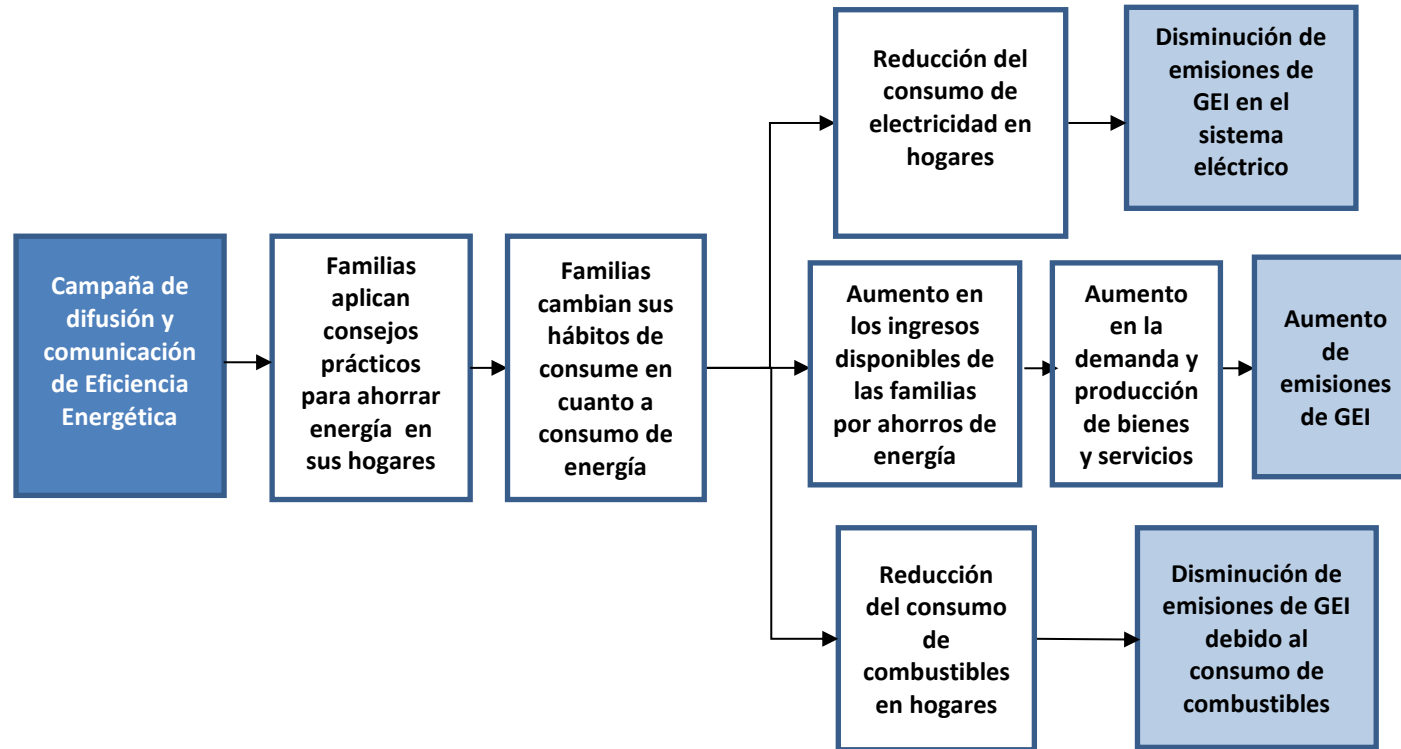 Campaña de
difusión y
comunicación
de Eficiencia
Energética
Familias
aplican
consejos
prácticos
para ahorrar
energía en
sus hogares
Familias
cambian sus
hábitos de
consume en
cuanto a
consumo de
energía
Reducción del
consumo de
electricidad en
hogares
Disminución de
emisiones de
GEI en el
sistema
eléctrico
Aumento en
los ingresos
disponibles de
las familias
por ahorros de
energía
Aumento
en la
demanda y
producción
de bienes
y servicios
Aumento
de
emisiones
de GEI
Reducción
del consumo
de
combustibles
en hogares
Disminución de
emisiones de GEI
debido al
consumo de
combustibles